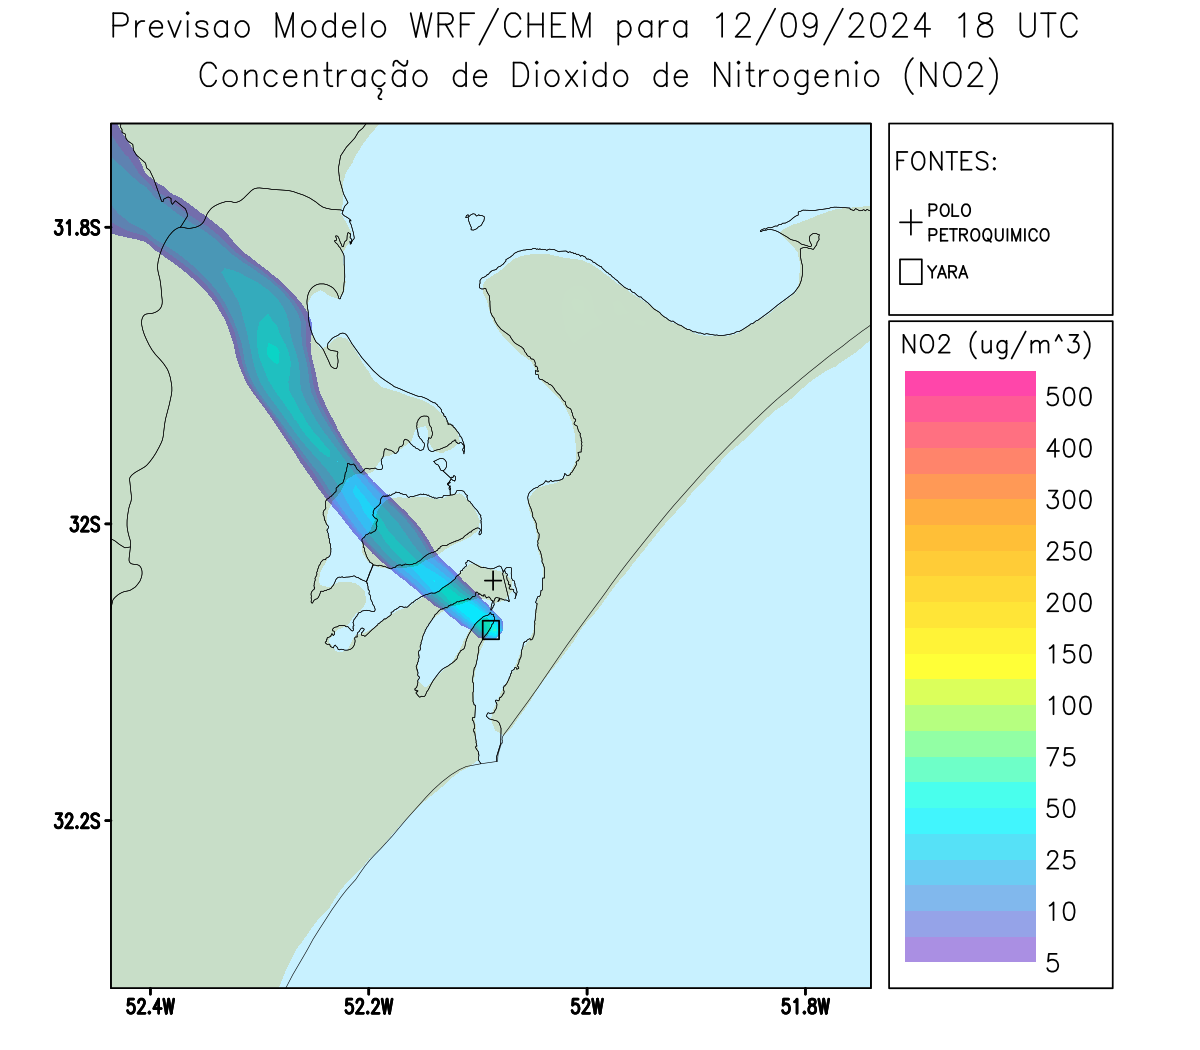 Previsao Modelo WRF/CHEM para 12/09/2024 18 UTC
Concentração de Dioxido de Nitrogenio (NO2)
FONTES:
POLO
PETROQUIMICO
YARA
NO2 (ug/m^3)
500
400
300
250
200
150
100
75
50
25
10
5
31.8S
32S
32.2S
52.4W
52.2W
52W
51.8W